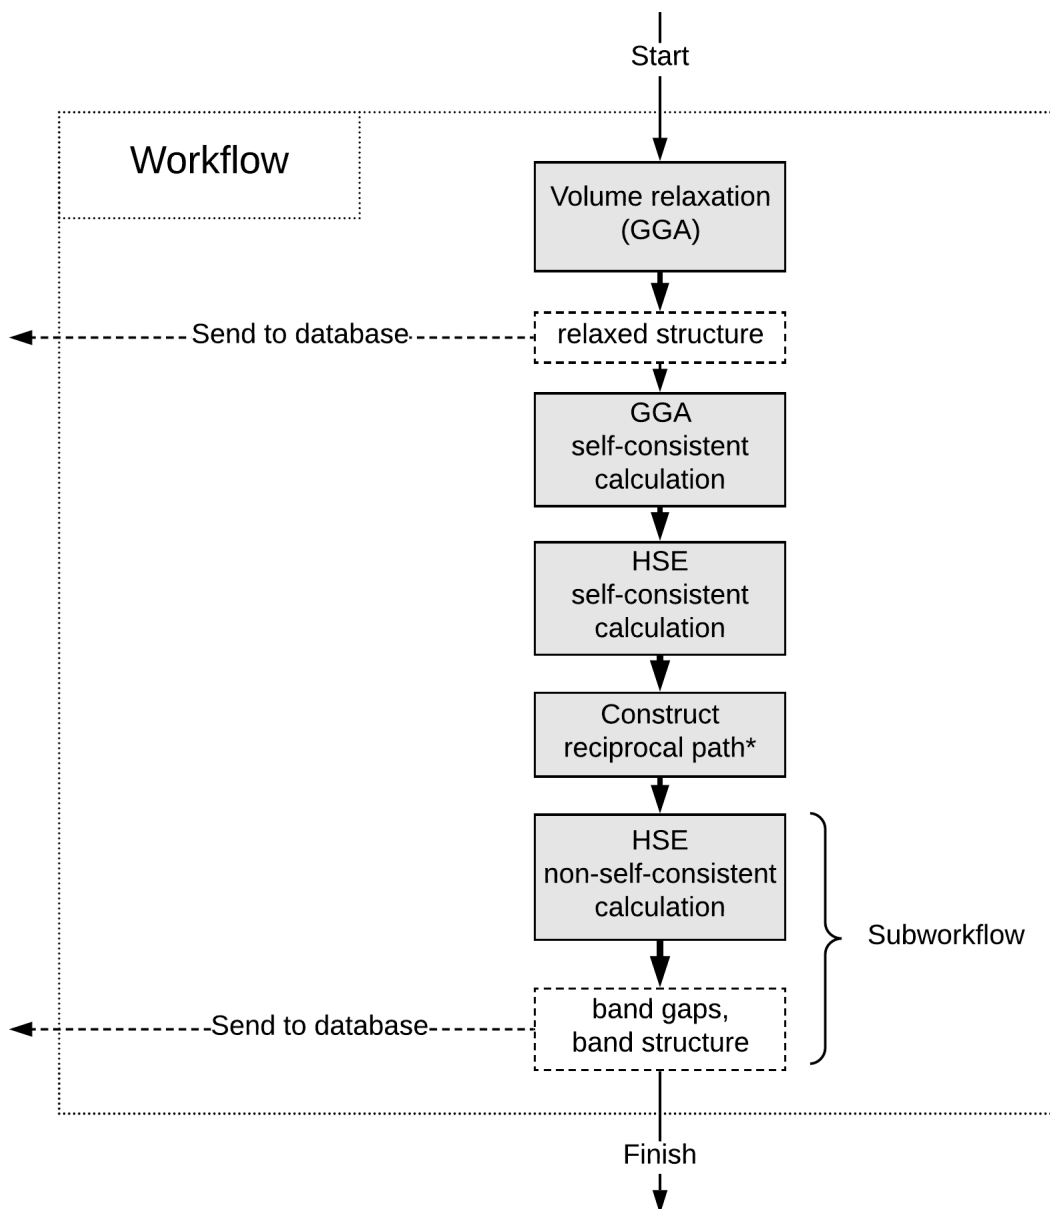 Start
Workflow
Volume relaxation
(GGA)
Send to database
relaxed structure
GGA
self-consistent
calculation
HSE
self-consistent
calculation
Construct
reciprocal path*
HSE
non-self-consistent
calculation
Subworkflow
Send to database
band gaps,
band structure
Finish